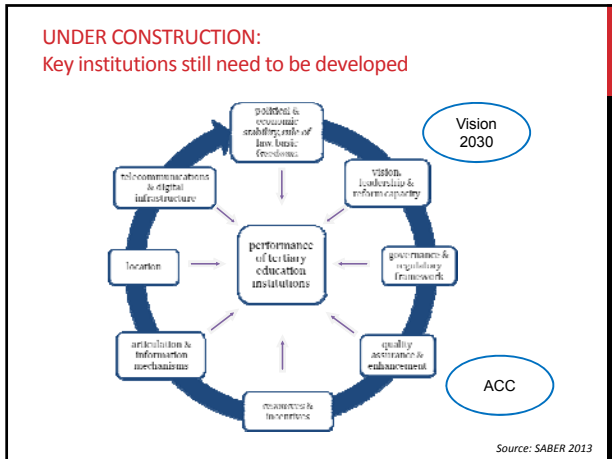 UNDER CONSTRUCTION:
Key institutions still need to be developed
political &
economic
stability, rule of
law, basic
freedoms
Vision
2030
telecommunications
& digital
infrastructure
vision,
leadership &
reform capacity
performance
of tertiary
education
institutions
location
governance &
regulatory
framework
articulation &
information
mechanisms
quality
assurance &
enhancement
ACC
resources &
incentives
Source: SABER 2013